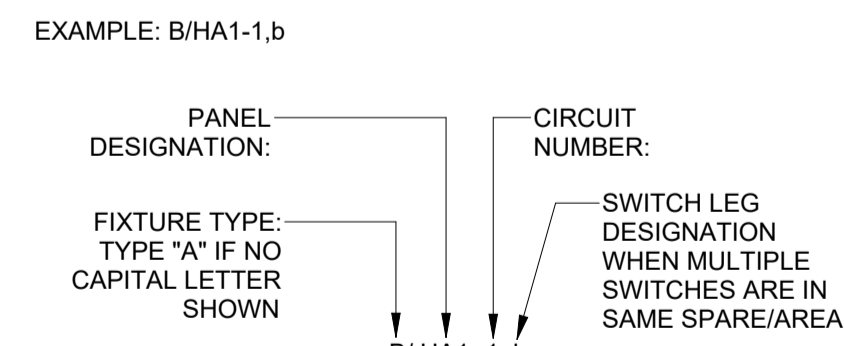 EXAMPLE: B/HA1-1,b
PANEL
DESIGNATION:
CIRCUIT
NUMBER:
FIXTURE TYPE:
TYPE "A" IF NO
CAPITAL LETTER
SHOWN
SWITCH LEG
DESIGNATION
WHEN MULTIPLE
SWITCHES ARE IN
SAME SPARE/AREA